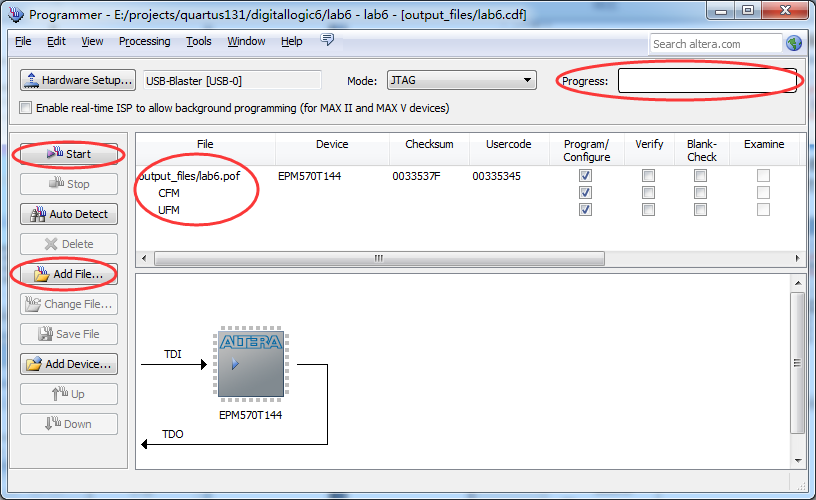 Programmer - E:/projects/quartus131/digitallogic6/lab6 - lab6 - [output_files/lab6.cdf]
File Edit View Processing Tools Window Help
Search altera.com
Hardware Setup... USB-Blaster [USB-0] Mode: JTAG Progress:
Enable real-time ISP to allow background programming (for MAX II and MAX V devices)
Start
Stop
Auto Detect
Delete
Add File...
Change File...
Save File
Add Device...
Up
Down
File Device Checksum Usercode Program/ Verify Blank- Examine
Configure Check
output_files/lab6.pof EPM570T144 0033537F 00335345
CFM
UFM
ALTERA
TDI
EPM570T144
TDO